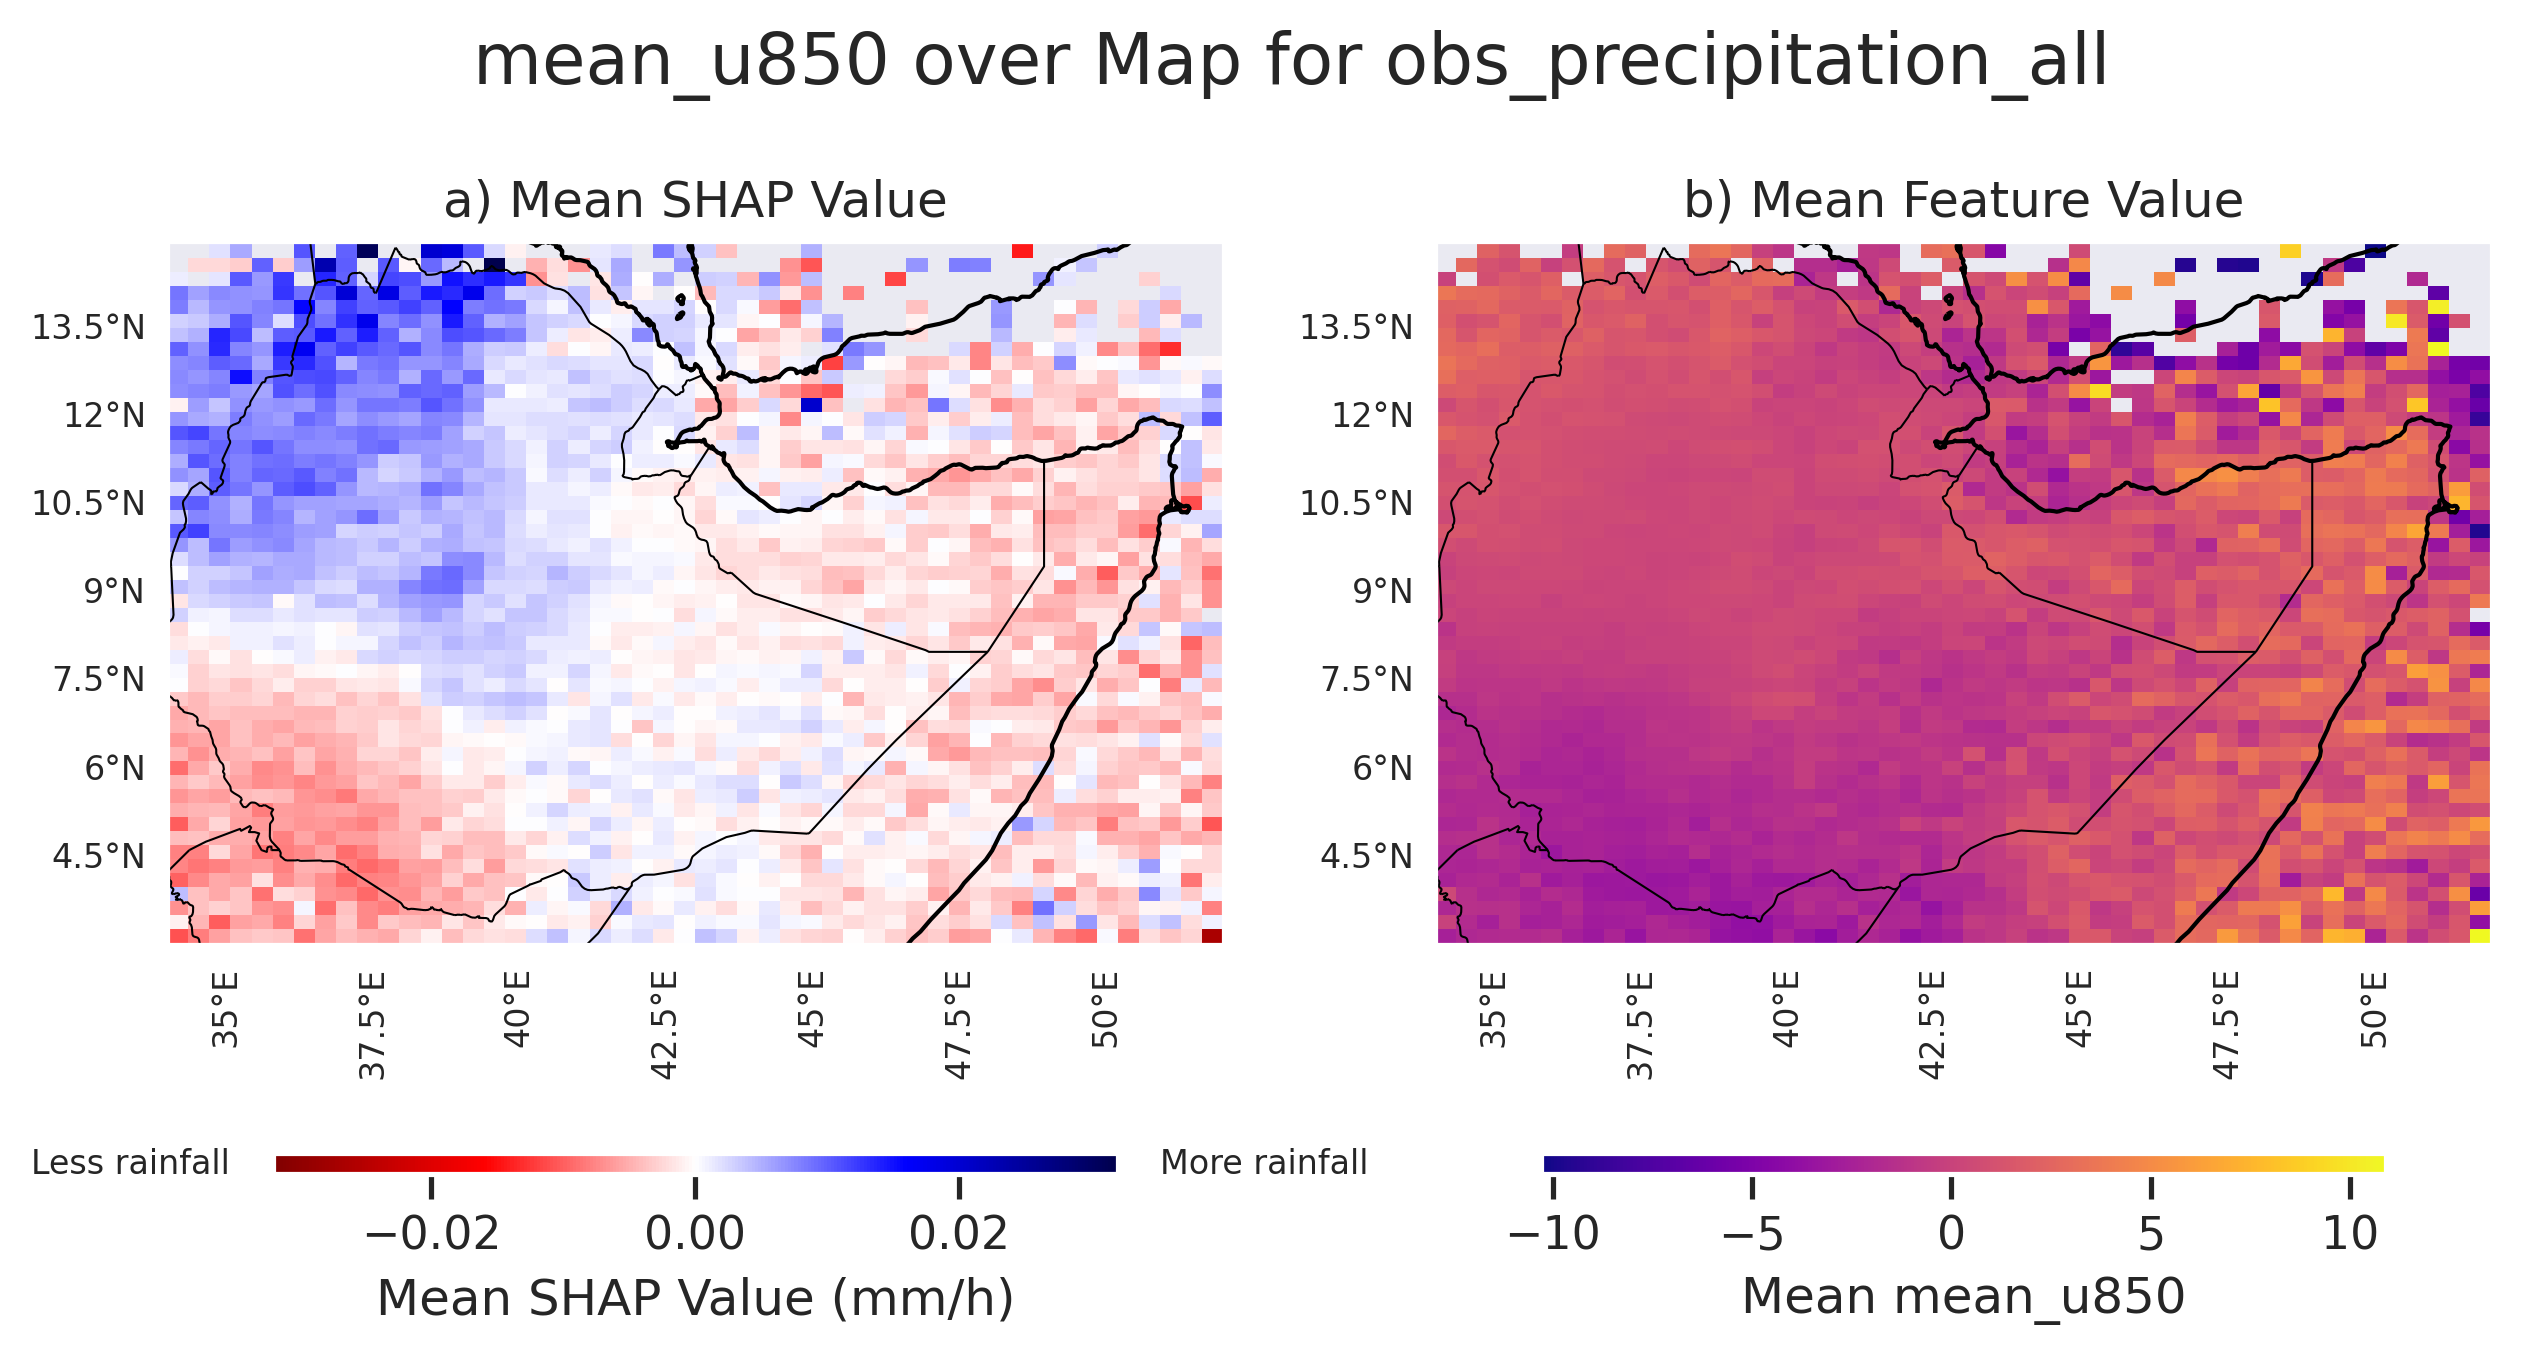 mean_u850 over Map for obs_precipitation_all
a) Mean SHAP Value
b) Mean Feature Value
13.5°N
12°N
10.5°N
9°N
7.5°N
6°N
4.5°N
35°E
37.5°E
40°E
42.5°E
45°E
47.5°E
50°E
13.5°N
12°N
10.5°N
9°N
7.5°N
6°N
4.5°N
35°E
37.5°E
40°E
42.5°E
45°E
47.5°E
50°E
Less rainfall
More rainfall
−0.02 0.00 0.02
Mean SHAP Value (mm/h)
−10 −5 0 5 10
Mean mean_u850